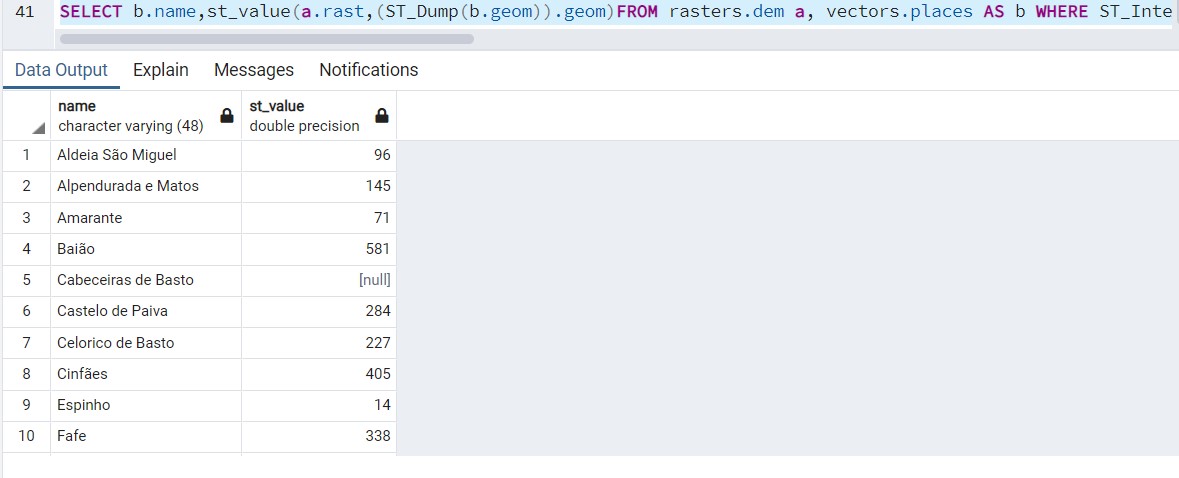 41 SELECT b.name,st_value(a.rast,(ST_Dump(b.geom)).geom)FROM rasters.dem a, vectors.places AS b WHERE ST_Inte
Data Output Explain Messages Notifications
name st_value
character varying (48) double precision
1 Aldeia São Miguel 96
2 Alpendurada e Matos 145
3 Amarante 71
4 Baião 581
5 Cabeceiras de Basto [null]
6 Castelo de Paiva 284
7 Celorico de Basto 227
8 Cinfães 405
9 Espinho 14
10 Fafe 338